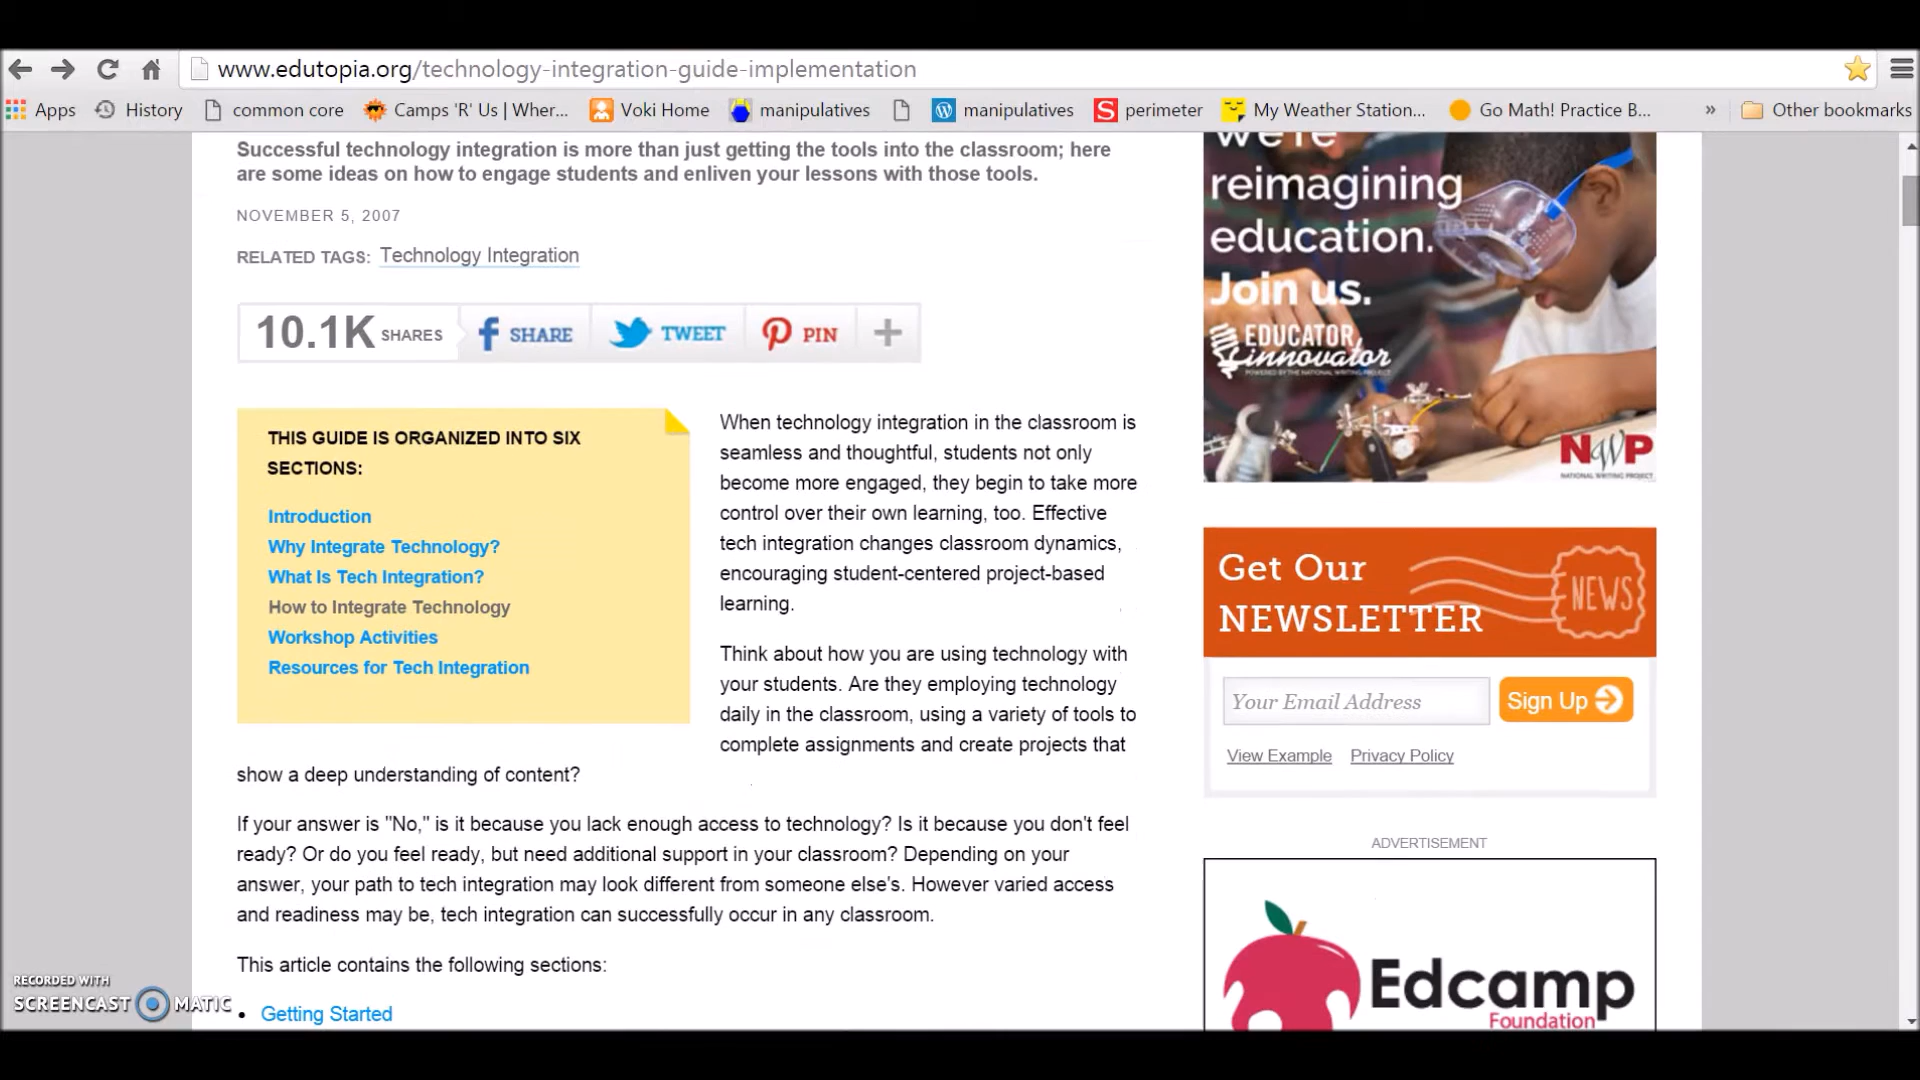 www.edutopia.org/technology-integration-guide-implementation
Apps History common core Camps 'R' Us | Wher... Voki Home manipulatives manipulatives S perimeter My Weather Station... Go Math! Practice B... » Other bookmarks
Successful technology integration is more than just getting the tools into the classroom; here
are some ideas on how to engage students and enliven your lessons with those tools.
NOVEMBER 5, 2007
RELATED TAGS: Technology Integration
10.1K SHARES f SHARE TWEET PIN +
THIS GUIDE IS ORGANIZED INTO SIX
SECTIONS:
Introduction
Why Integrate Technology?
What Is Tech Integration?
How to Integrate Technology
Workshop Activities
Resources for Tech Integration
When technology integration in the classroom is
seamless and thoughtful, students not only
become more engaged, they begin to take more
control over their own learning, too. Effective
tech integration changes classroom dynamics,
encouraging student-centered project-based
learning.
Think about how you are using technology with
your students. Are they employing technology
daily in the classroom, using a variety of tools to
complete assignments and create projects that
show a deep understanding of content?
If your answer is "No," is it because you lack enough access to technology? Is it because you don't feel
ready? Or do you feel ready, but need additional support in your classroom? Depending on your
answer, your path to tech integration may look different from someone else's. However varied access
and readiness may be, tech integration can successfully occur in any classroom.
This article contains the following sections:
• Getting Started
we're
reimagining
education.
Join us.
EDUCATOR
innovator
POWERED BY THE NATIONAL WRITING PROJECT
NWP
NATIONAL WRITING PROJECT
Get Our
NEWSLETTER
NEWS
Your Email Address Sign Up
View Example Privacy Policy
ADVERTISEMENT
Edcamp
Foundation
RECORDED WITH
SCREENCAST MATIC